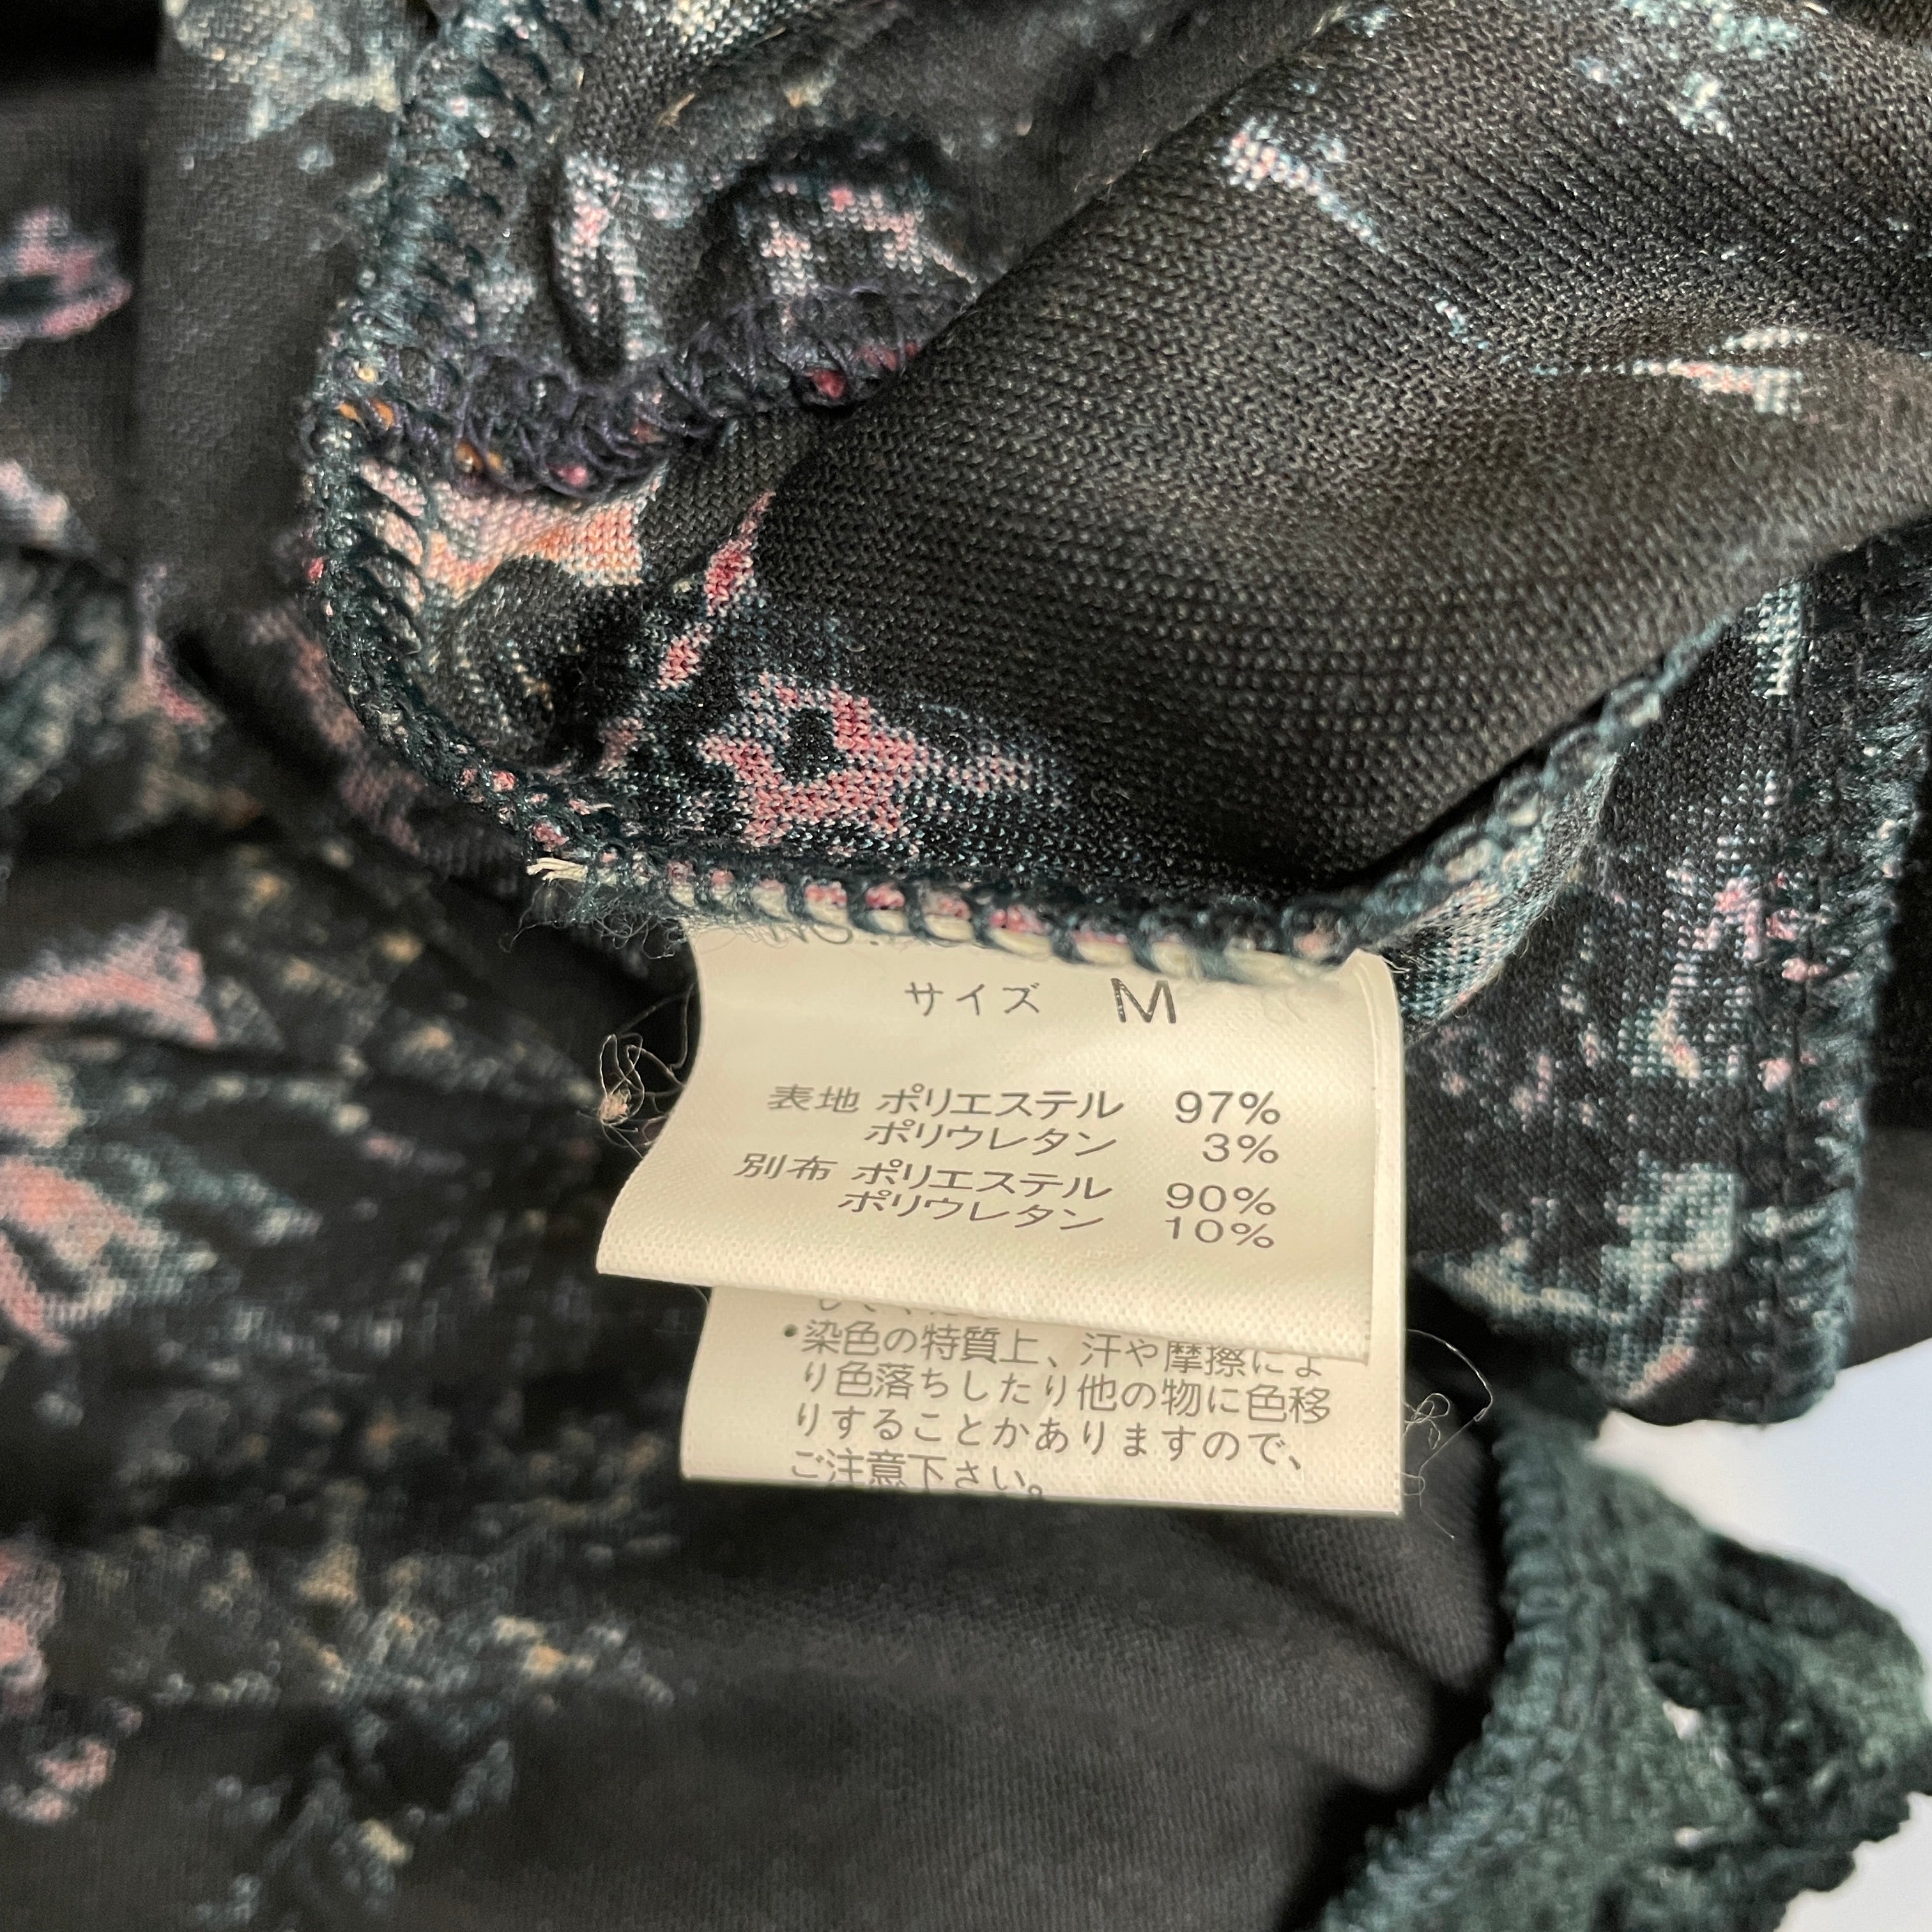 サイズ M
表地 ポリエステル 97%
ポリウレタン 3%
別布 ポリエステル 90%
ポリウレタン 10%
・染色の特質上、汗や摩擦によ
り色落ちしたり他の物に色移
りすることがありますので、
ご注意下さい。